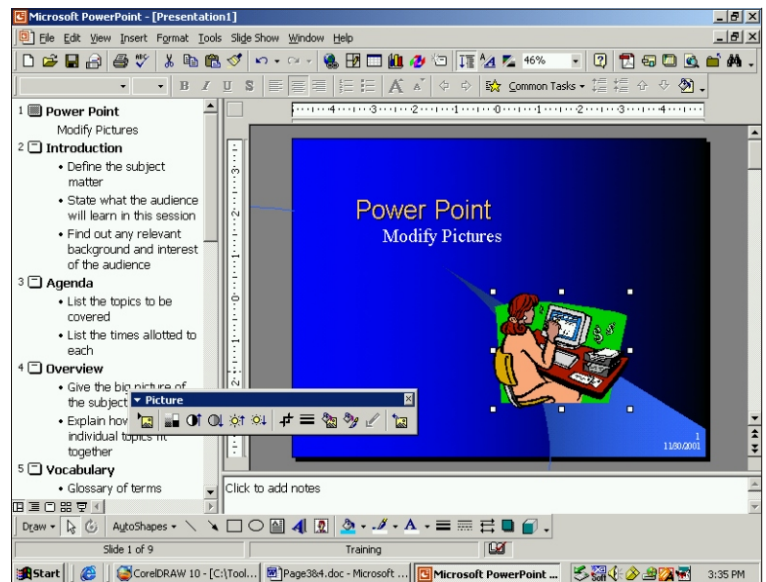 Microsoft PowerPoint - [Presentation1]
File Edit View Insert Format Tools Slide Show Window Help
46%
B I U S
Common Tasks
1 Power Point
Modify Pictures
2 Introduction
• Define the subject
matter
• State what the audience
will learn in this session
• Find out any relevant
background and interest
of the audience
3 Agenda
• List the topics to be
covered
• List the times allotted to
each
4 Overview
• Give the big picture of
the subject
• Explain how
individual topics fit
together
5 Vocabulary
• Glossary of terms
Power Point
Modify Pictures
1
Picture
Click to add notes
Draw AutoShapes
Slide 1 of 9 Training
Start CorelDRAW 10 - [C:\Tool... Page3&4.doc - Microsoft ... Microsoft PowerPoint ... 3:35 PM